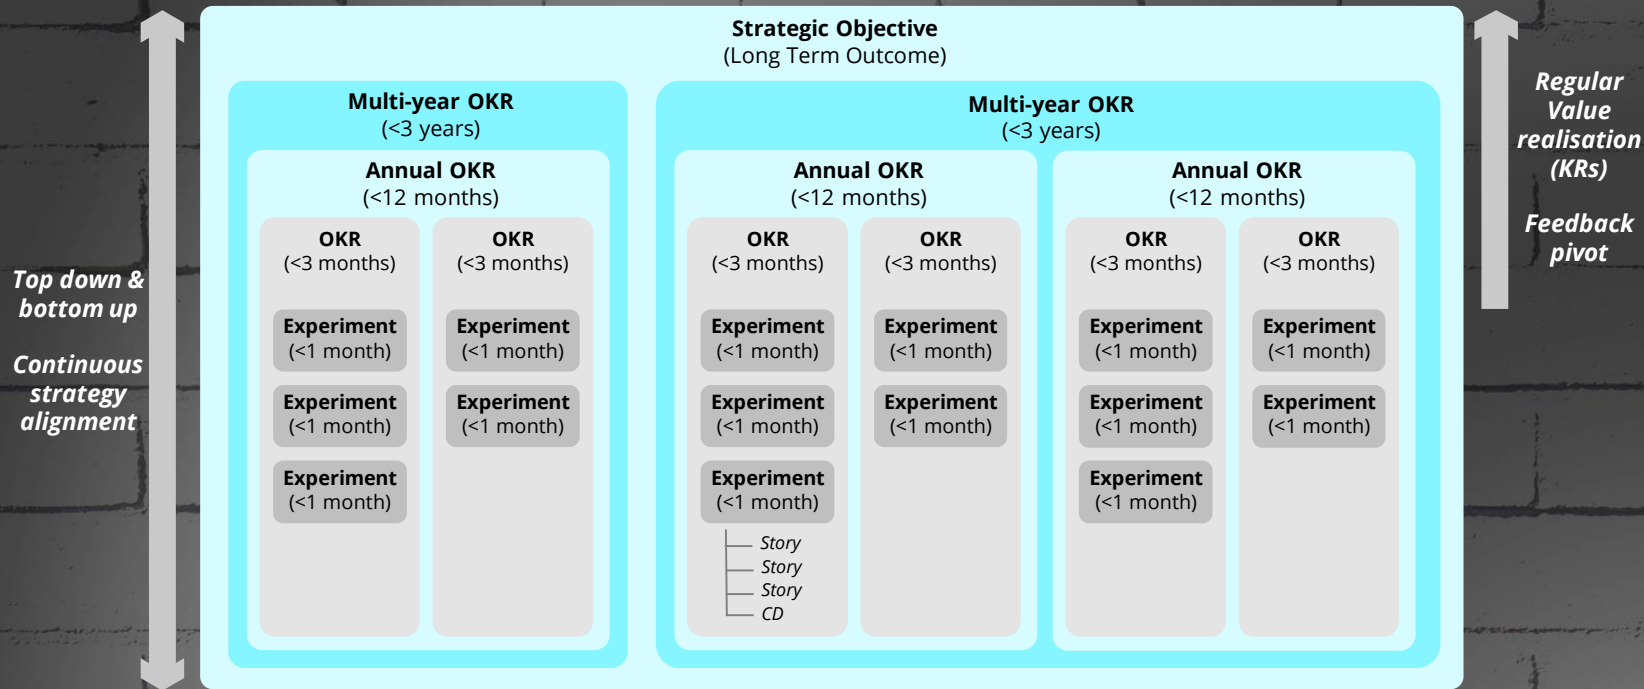 Strategic Objective
(Long Term Outcome)
Multi-year OKR
(<3 years)
Annual OKR
(<12 months)
OKR
(<3 months)
Experiment
(<1 month)
Experiment
(<1 month)
Experiment
(<1 month)
OKR
(<3 months)
Experiment
(<1 month)
Experiment
(<1 month)
Multi-year OKR
(<3 years)
Annual OKR
(<12 months)
OKR
(<3 months)
Experiment
(<1 month)
Experiment
(<1 month)
Experiment
(<1 month)
Story
Story
Story
CD
OKR
(<3 months)
Experiment
(<1 month)
Experiment
(<1 month)
Annual OKR
(<12 months)
OKR
(<3 months)
Experiment
(<1 month)
Experiment
(<1 month)
Experiment
(<1 month)
OKR
(<3 months)
Experiment
(<1 month)
Experiment
(<1 month)
Top down &
bottom up
Continuous
strategy
alignment
Regular
Value
realisation
(KRs)
Feedback
pivot